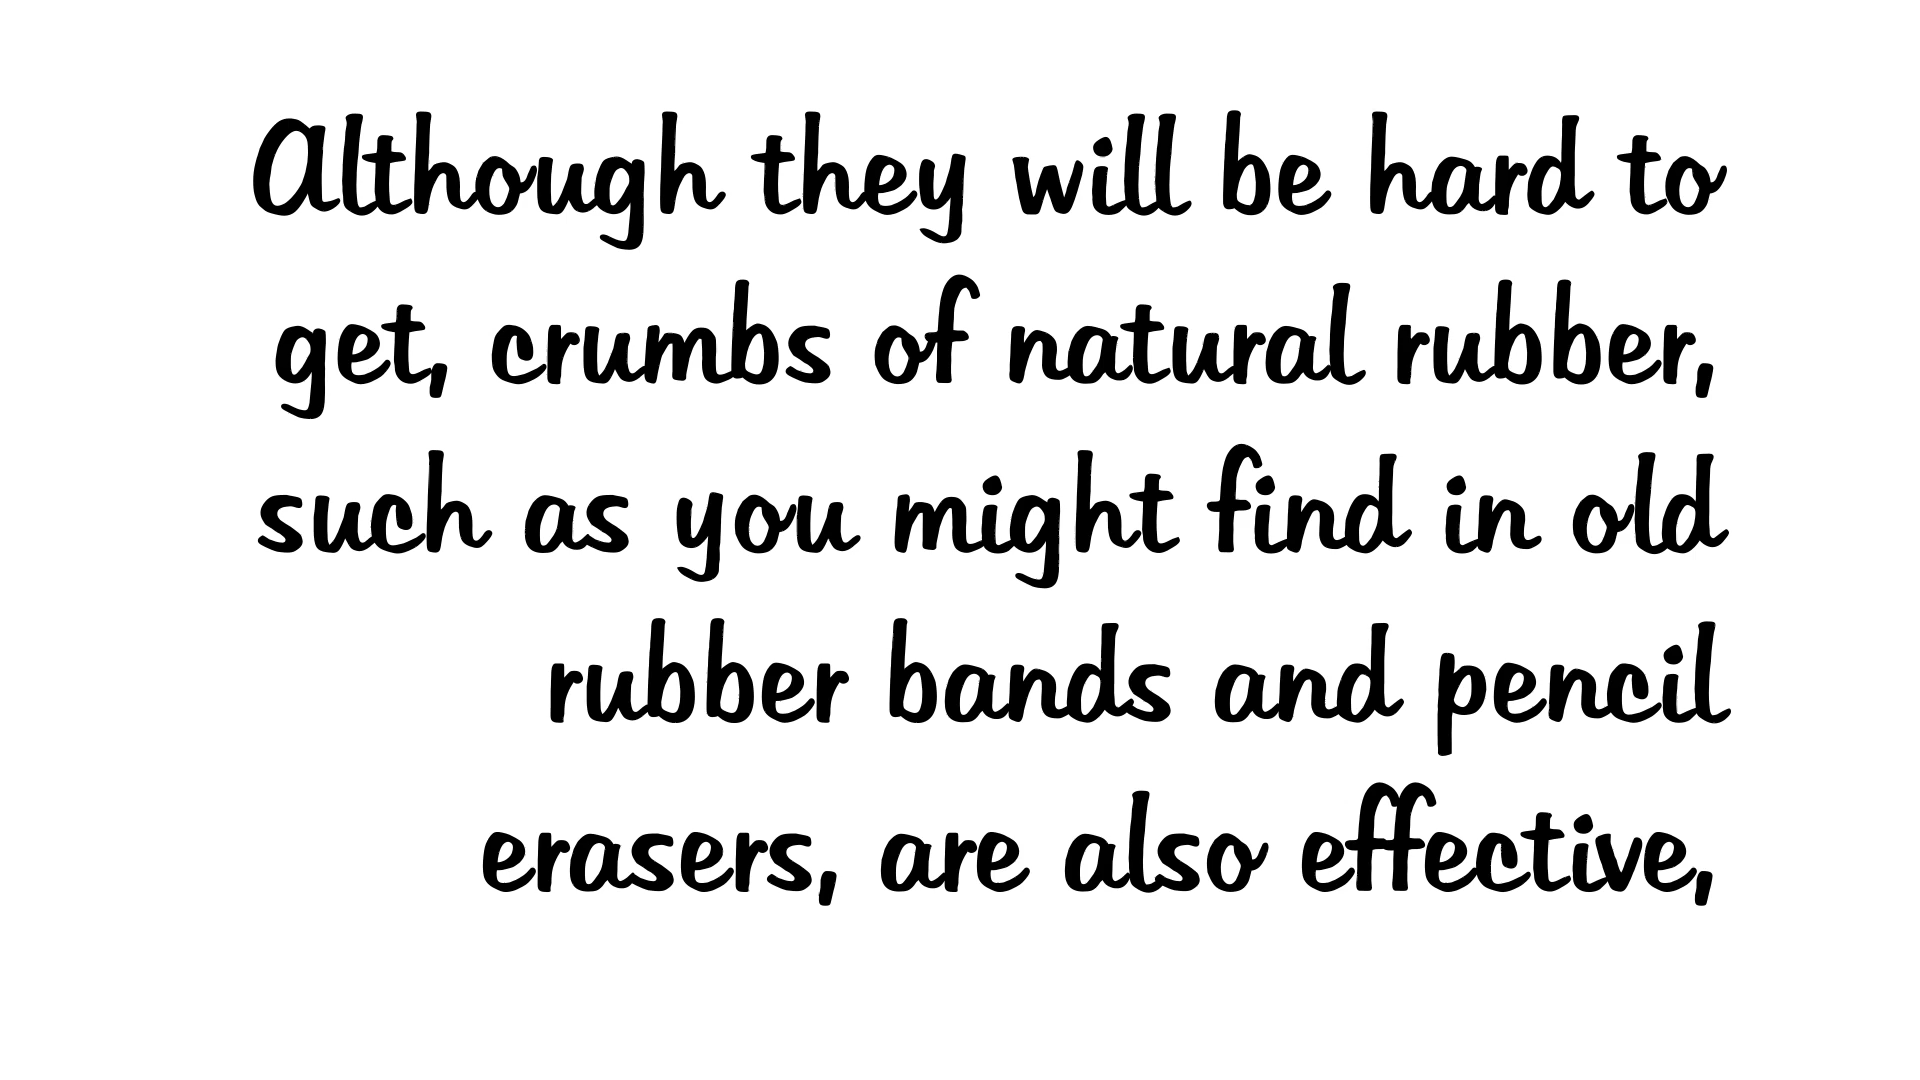 Although they will be hard to
get, crumbs of natural rubber,
such as you might find in old
rubber bands and pencil
erasers, are also effective,